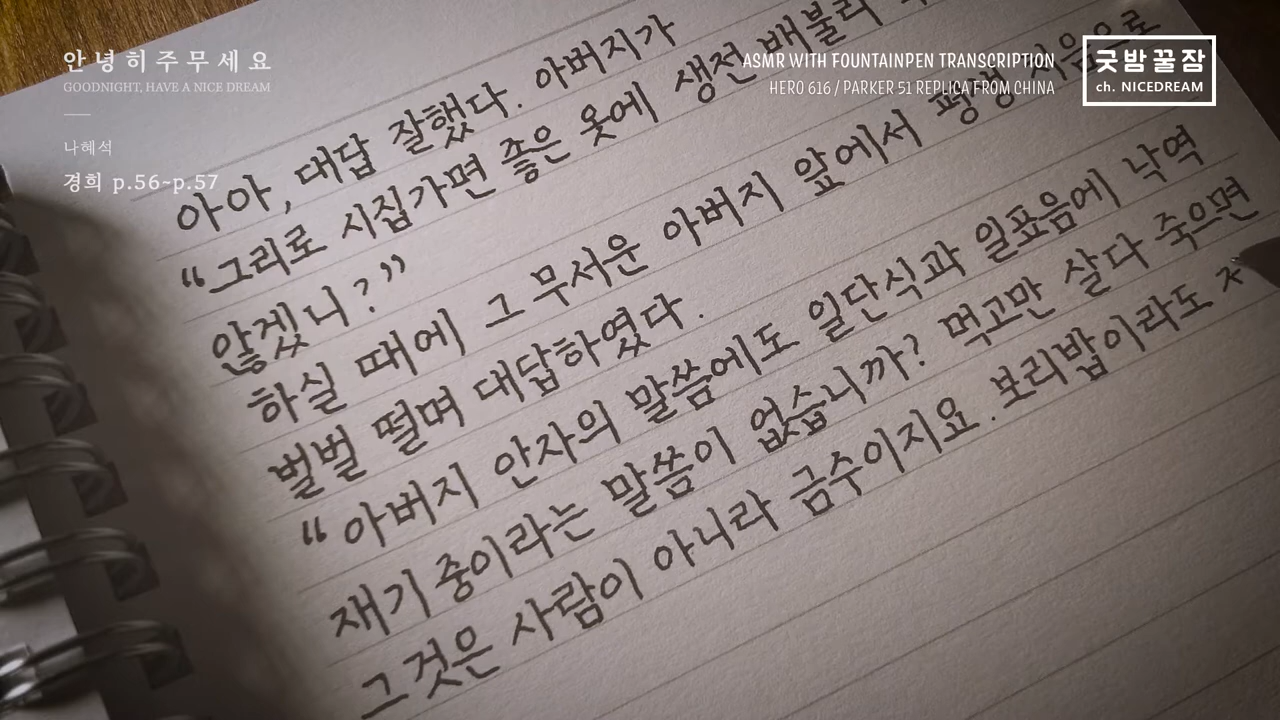 안녕히주무세요
GOODNIGHT, HAVE A NICE DREAM
나혜석
경희 p.56~p.57
ASMR WITH FOUNTAINPEN TRANSCRIPTION
HERO 616 / PARKER 51 REPLICA FROM CHINA
굿밤꿀잠
ch. NICEDREAM
아아, 대답 잘했다. 아버지가
“그리로 시집가면 좋은 옷에 생전 배불리
않겠니?”
하실 때에 그 무서운 아버지 앞에서 평생 처음으로
벌벌 떨며 대답하였다.
“아버지 안자의 말씀에도 일단식과 일표음에 낙역
재기중이라는 말씀이 없습니까? 먹고만 살다 죽으면
그것은 사람이 아니라 금수이지요. 보리밥이라도